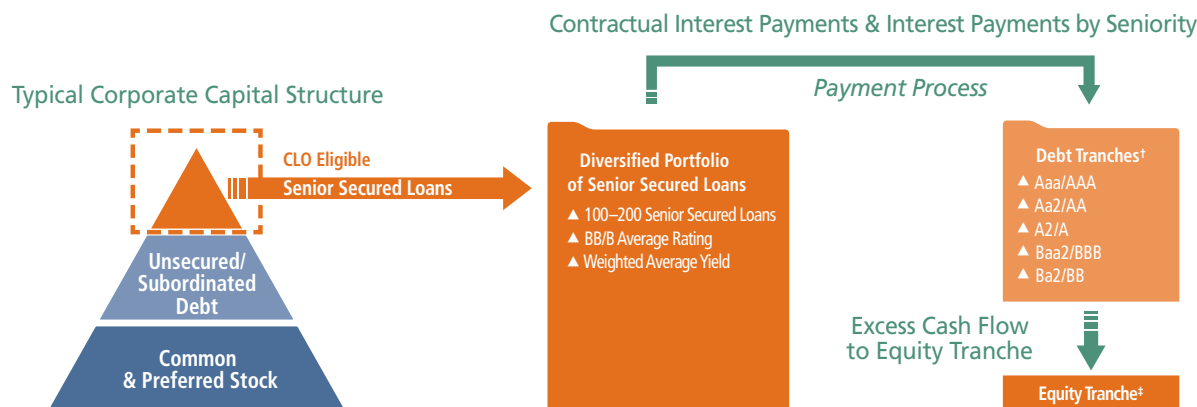 Contractual Interest Payments & Interest Payments by Seniority
Payment Process
Typical Corporate Capital Structure
CLO Eligible
Senior Secured Loans
Unsecured/
Subordinated
Debt
Common
& Preferred Stock
Diversified Portfolio
of Senior Secured Loans
▲ 100–200 Senior Secured Loans
▲ BB/B Average Rating
▲ Weighted Average Yield
Debt Tranches†
▲ Aaa/AAA
▲ Aa2/AA
▲ A2/A
▲ Baa2/BBB
▲ Ba2/BB
Excess Cash Flow
to Equity Tranche
Equity Tranche‡